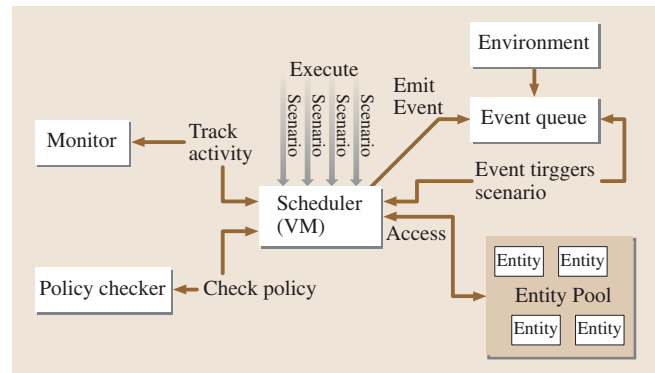 Environment
Execute
Scenario
Scenario
Scenario
Scenario
Emit
Event
Event queue
Monitor
Track
activity
Event tirggers
scenario
Scheduler
(VM)
Access
Policy checker
Check policy
Entity
Entity
Entity Pool
Entity
Entity